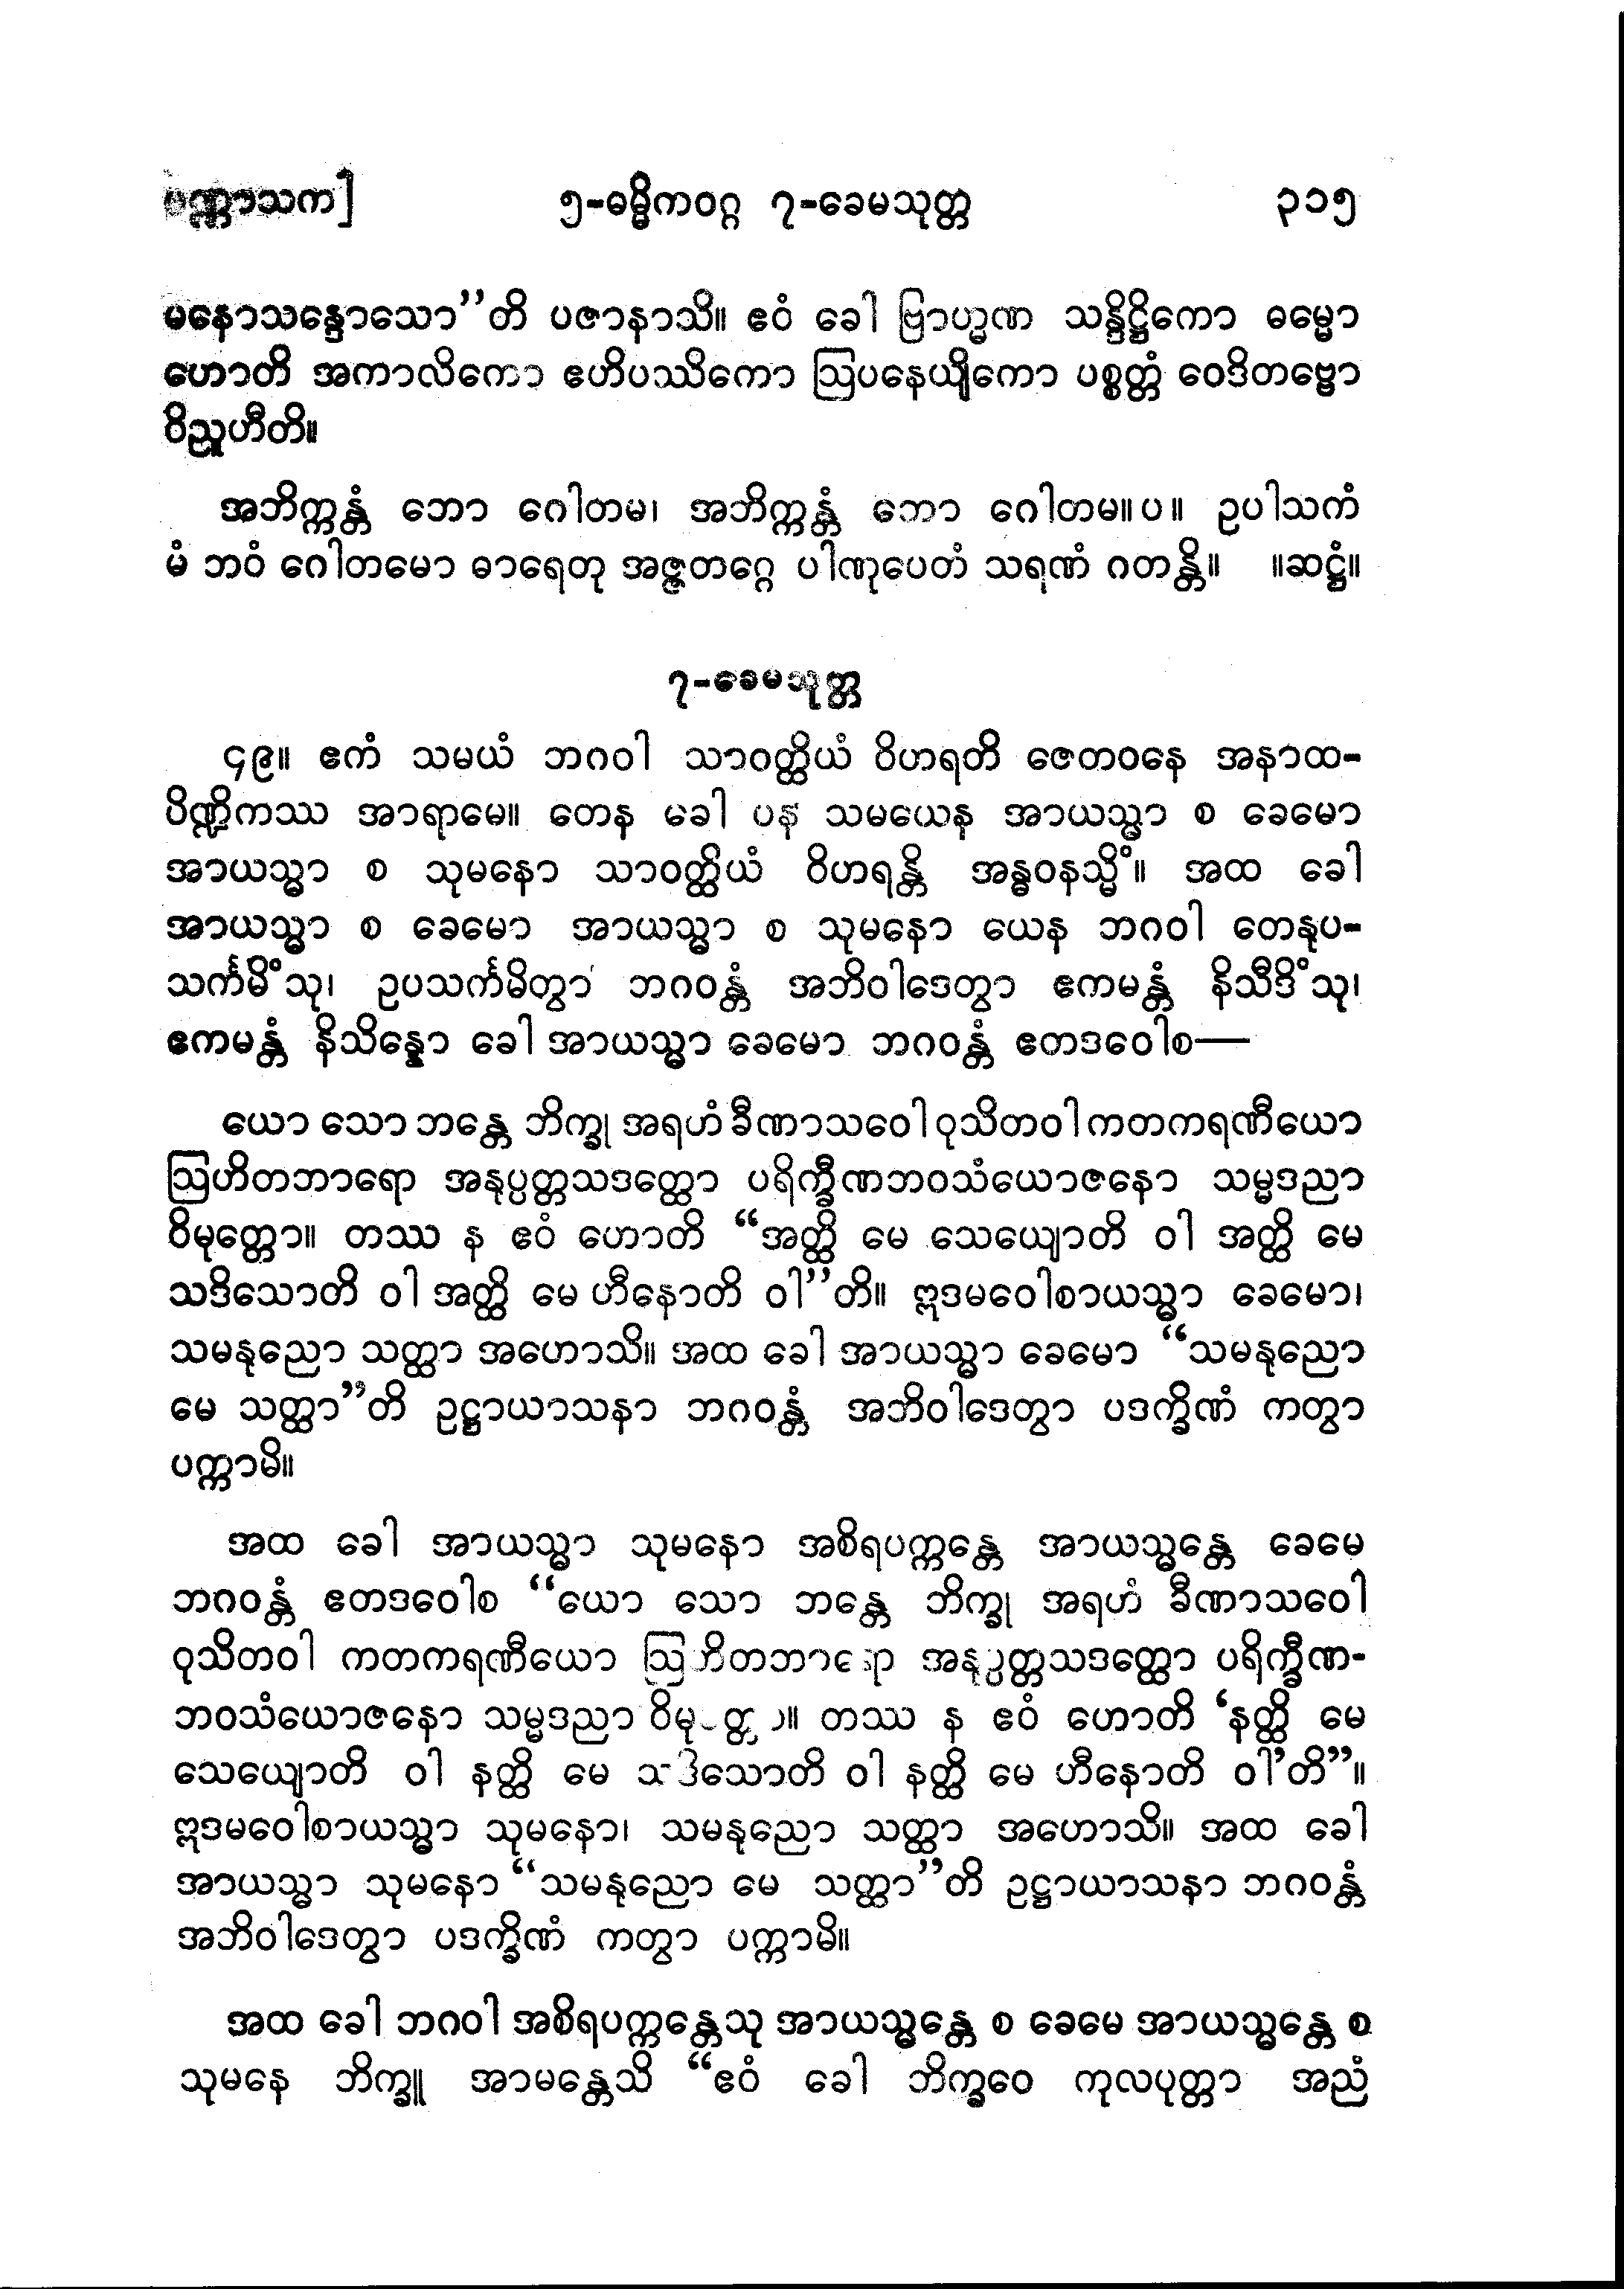 ပဏ္ဏာသက]	၅-ဓမ္မိကဝဂ္ဂ ၇-ခေမသုတ္တ	၃၁၅
မနောသန္ဒောသော”တိ ပဇာနာသိ။ ဧဝံ ခေါ ဗြာဟ္မဏ သန္ဒိဋ္ဌိကော ဓမ္မော
ဟောတိ အကာလိကော ဧဟိပဿိကော ဩပနေယျိကော ပစ္စတ္တံ ဝေဒိတဗ္ဗော
ဝိညူဟီတိ။
အဘိက္ကန္တံ ဘော ဂေါတမ၊ အဘိက္ကန္တံ ဘော ဂေါတမ။ပ။ ဥပါသကံ
မံ ဘဝံ ဂေါတမော ဓာရေတု အဇ္ဇတဂ္ဂေ ပါဏုပေတံ သရဏံ ဂတန္တိ။ ။ဆဋ္ဌံ။
၇-ခေမသုတ္တ
၄၉။ ဧကံ သမယံ ဘဂဝါ သာဝတ္ထိယံ ဝိဟရတိ ဇေတဝနေ အနာထ-
ပိဏ္ဍိကဿ အာရာမေ။ တေန ခေါ ပန သမယေန အာယသ္မာ စ ခေမော
အာယသ္မာ စ သုမနော သာဝတ္ထိယံ ဝိဟရန္တိ အန္ဓဝနသ္မိံ။ အထ ခေါ
အာယသ္မာ စ ခေမော အာယသ္မာ စ သုမနော ယေန ဘဂဝါ တေနုပ-
သင်္ကမိံသု၊ ဥပသင်္ကမိတွာ ဘဂဝန္တံ အဘိဝါဒေတွာ ဧကမန္တံ နိသီဒိံသု၊
ဧကမန္တံ နိသိန္နော ခေါ အာယသ္မာ ခေမော ဘဂဝန္တံ ဧတဒဝေါစ—
ယော သော ဘန္တေ ဘိက္ခု အရဟံ ခီဏာသဝေါ ဝုသိတဝါ ကတကရဏီယော
ဩဟိတဘာရော အနုပ္ပတ္တသဒတ္ထော ပရိက္ခီဏဘဝသံယောဇနော သမ္မဒညာ
ဝိမုတ္တော။ တဿ န ဧဝံ ဟောတိ “အတ္ထိ မေ သေယျောတိ ဝါ အတ္ထိ မေ
သဒိသောတိ ဝါ အတ္ထိ မေ ဟီနောတိ ဝါ”တိ။ ဣဒမဝေါစာယသ္မာ ခေမော၊
သမနုညော သတ္ထာ အဟောသိ။ အထ ခေါ အာယသ္မာ ခေမော “သမနုညော
မေ သတ္ထာ”တိ ဥဋ္ဌာယာသနာ ဘဂဝန္တံ အဘိဝါဒေတွာ ပဒက္ခိဏံ ကတွာ
ပက္ကာမိ။
အထ ခေါ အာယသ္မာ သုမနော အစိရပက္ကန္တေ အာယသ္မန္တေ ခေမေ
ဘဂဝန္တံ ဧတဒဝေါစ “ယော သော ဘန္တေ ဘိက္ခု အရဟံ ခီဏာသဝေါ
ဝုသိတဝါ ကတကရဏီယော ဩဟိတဘာရော အနုပ္ပတ္တသဒတ္ထော ပရိက္ခီဏ-
ဘဝသံယောဇနော သမ္မဒညာ ဝိမုတ္တော။ တဿ န ဧဝံ ဟောတိ ‘နတ္ထိ မေ
သေယျောတိ ဝါ နတ္ထိ မေ သဒိသောတိ ဝါ နတ္ထိ မေ ဟီနောတိ ဝါ’တိ”။
ဣဒမဝေါစာယသ္မာ သုမနော၊ သမနုညော သတ္ထာ အဟောသိ။ အထ ခေါ
အာယသ္မာ သုမနော “သမနုညော မေ သတ္ထာ”တိ ဥဋ္ဌာယာသနာ ဘဂဝန္တံ
အဘိဝါဒေတွာ ပဒက္ခိဏံ ကတွာ ပက္ကာမိ။
အထ ခေါ ဘဂဝါ အစိရပက္ကန္တေသု အာယသ္မန္တေ စ ခေမေ အာယသ္မန္တေ စ
သုမနေ ဘိက္ခူ အာမန္တေသိ “ဧဝံ ခေါ ဘိက္ခဝေ ကုလပုတ္တာ အညံ